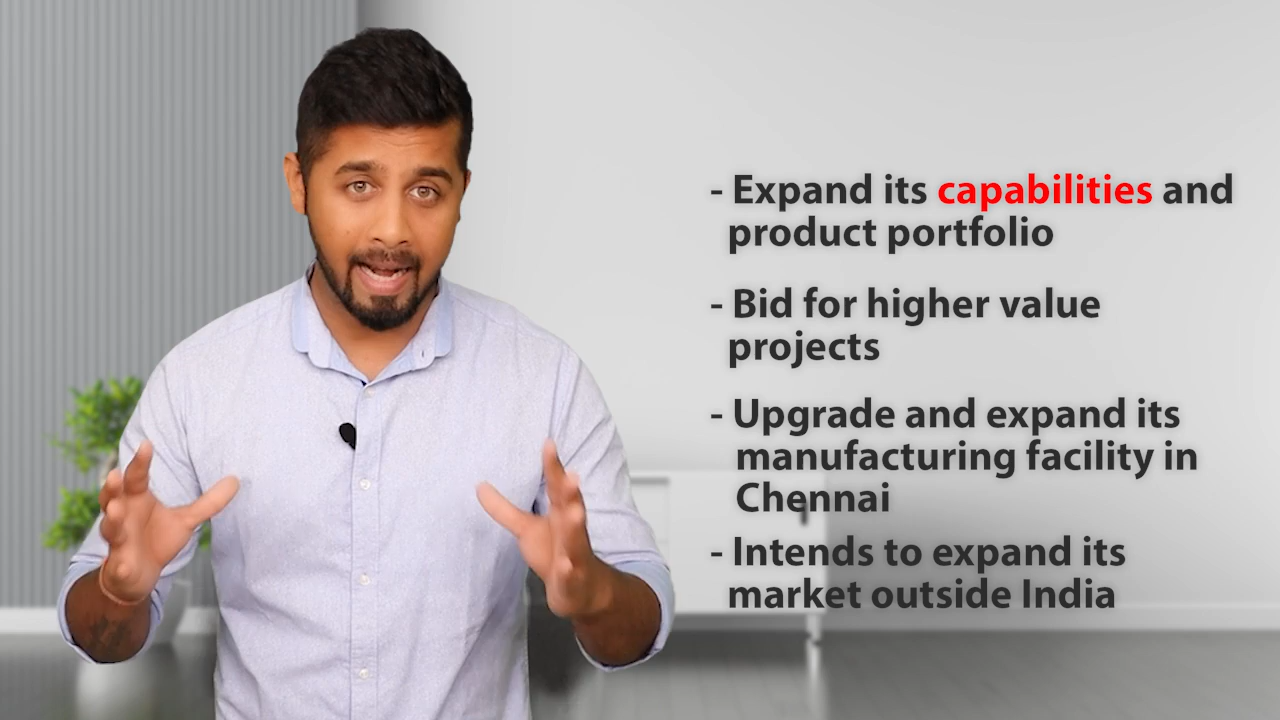 - Expand its capabilities and
product portfolio
- Bid for higher value
projects
- Upgrade and expand its
manufacturing facility in
Chennai
- Intends to expand its
market outside India